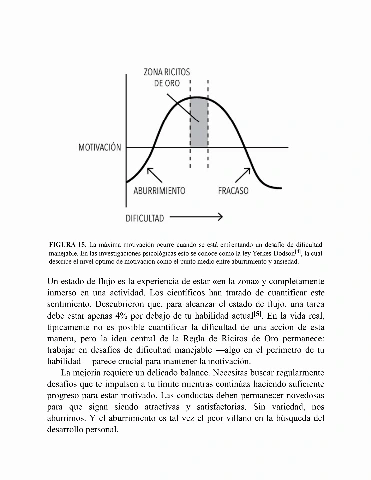 ZONA RICITOS
DE ORO
MOTIVACIÓN
ABURRIMIENTO FRACASO
DIFICULTAD
FIGURA 15. La máxima motivación ocurre cuando se está enfrentando un desafío de dificultad
manejable. En las investigaciones psicológicas esto se conoce como la ley Yerkes-Dodson[4], la cual
describe el nivel óptimo de motivación como el punto medio entre aburrimiento y ansiedad.
Un estado de flujo es la experiencia de estar «en la zona» y completamente
inmerso en una actividad. Los científicos han tratado de cuantificar este
sentimiento. Descubrieron que, para alcanzar el estado de flujo, una tarea
debe estar apenas 4% por debajo de tu habilidad actual[5]. En la vida real,
típicamente no es posible cuantificar la dificultad de una acción de esta
manera, pero la idea central de la Regla de Ricitos de Oro permanece:
trabajar en desafíos de dificultad manejable —algo en el perímetro de tu
habilidad— parece crucial para mantener la motivación.
La mejoría requiere un delicado balance. Necesitas buscar regularmente
desafíos que te impulsen a tu límite mientras continúas haciendo suficiente
progreso para estar motivado. Las conductas deben permanecer novedosas
para que sigan siendo atractivas y satisfactorias. Sin variedad, nos
aburrimos. Y el aburrimiento es tal vez el peor villano en la búsqueda del
desarrollo personal.